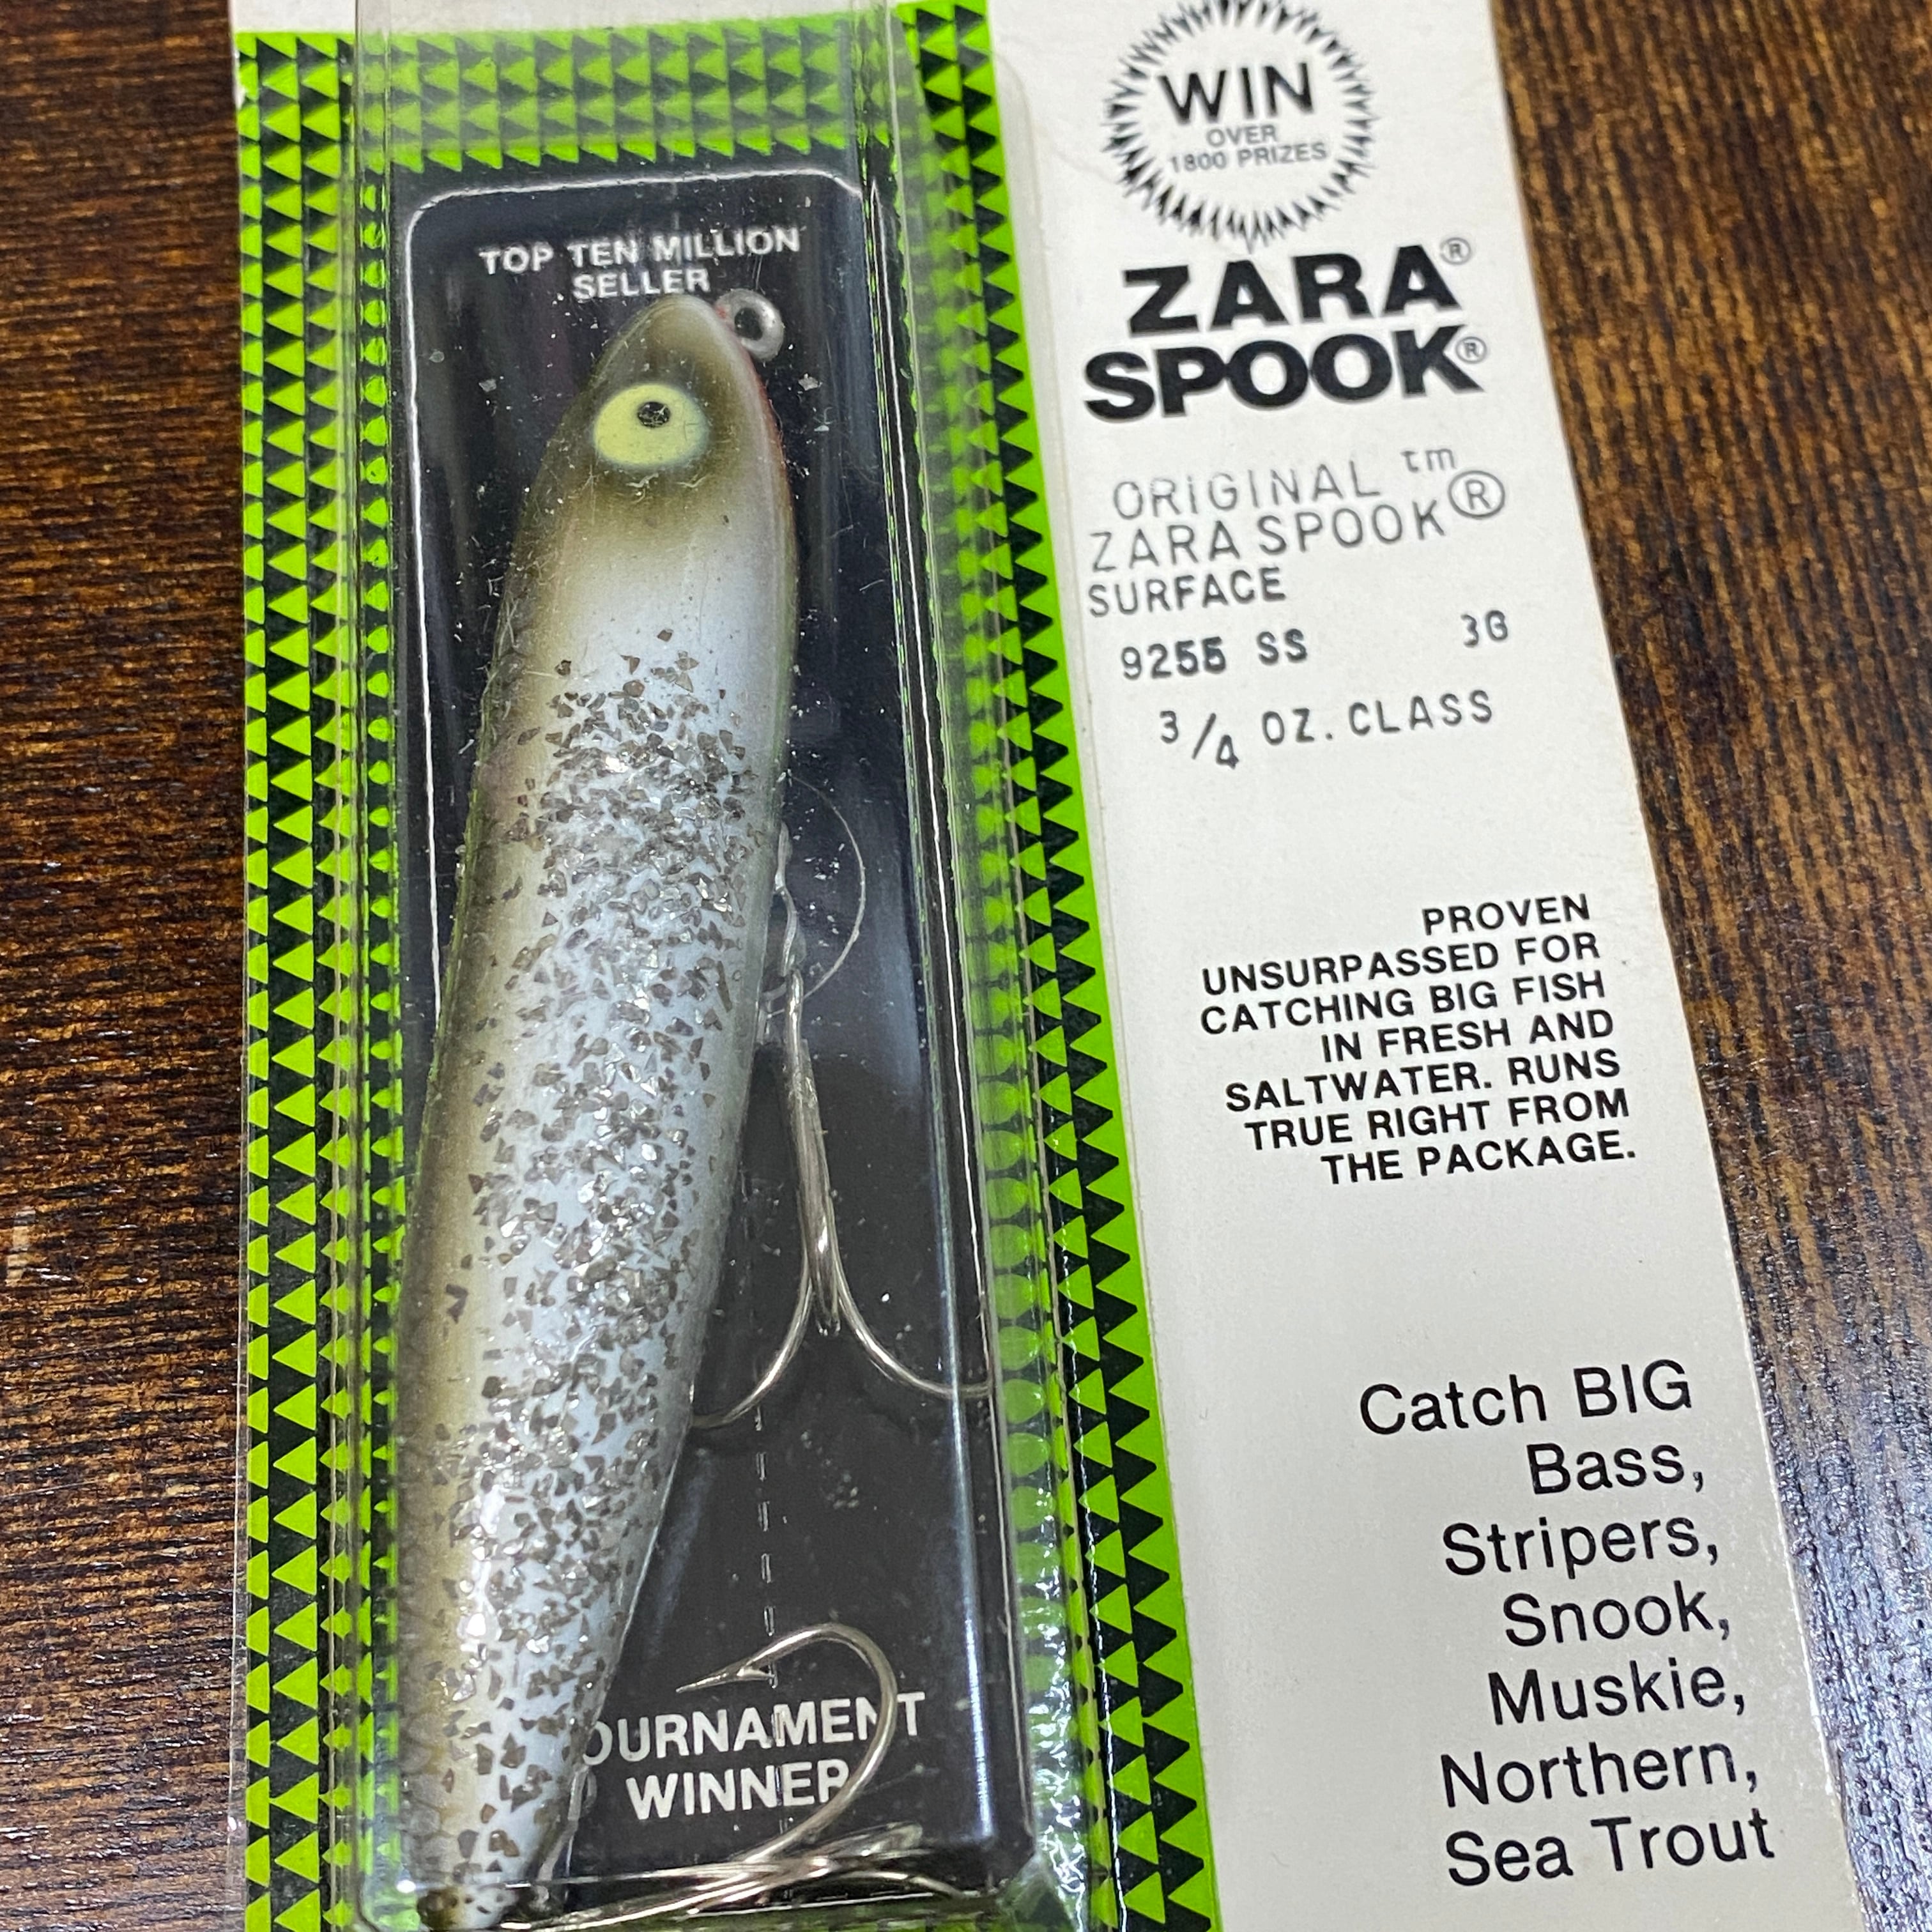 TOP TEN MILLION
SELLER
OURNAMENT
WINNER
WIN
OVER
1800 PRIZES
ZARA®
SPOOK®
ORIGINAL tm
ZARA SPOOK®
SURFACE
9255 SS 3G
3/4 OZ. CLASS
PROVEN
UNSURPASSED FOR
CATCHING BIG FISH
IN FRESH AND
SALTWATER. RUNS
TRUE RIGHT FROM
THE PACKAGE.
Catch BIG
Bass,
Stripers,
Snook,
Muskie,
Northern,
Sea Trout